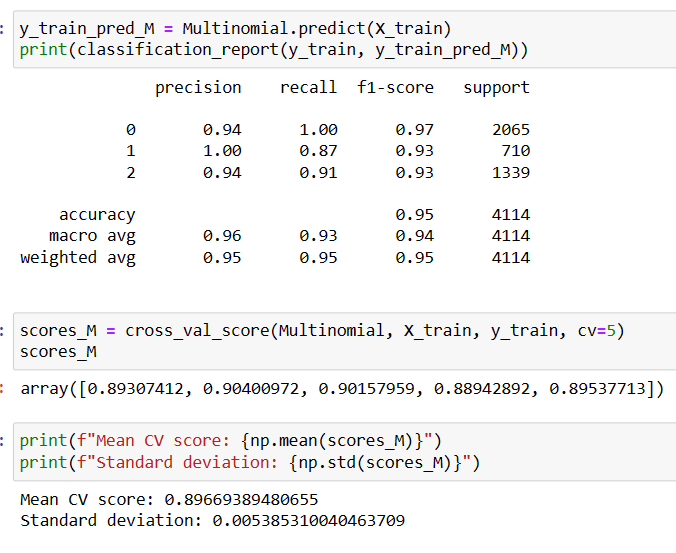 : y_train_pred_M = Multinomial.predict(X_train)
print(classification_report(y_train, y_train_pred_M))
precision recall f1-score support
0 0.94 1.00 0.97 2065
1 1.00 0.87 0.93 710
2 0.94 0.91 0.93 1339
accuracy 0.95 4114
macro avg 0.96 0.93 0.94 4114
weighted avg 0.95 0.95 0.95 4114
: scores_M = cross_val_score(Multinomial, X_train, y_train, cv=5)
scores_M
: array([0.89307412, 0.90400972, 0.90157959, 0.88942892, 0.89537713])
: print(f"Mean CV score: {np.mean(scores_M)}")
print(f"Standard deviation: {np.std(scores_M)}")
Mean CV score: 0.89669389480655
Standard deviation: 0.005385310040463709